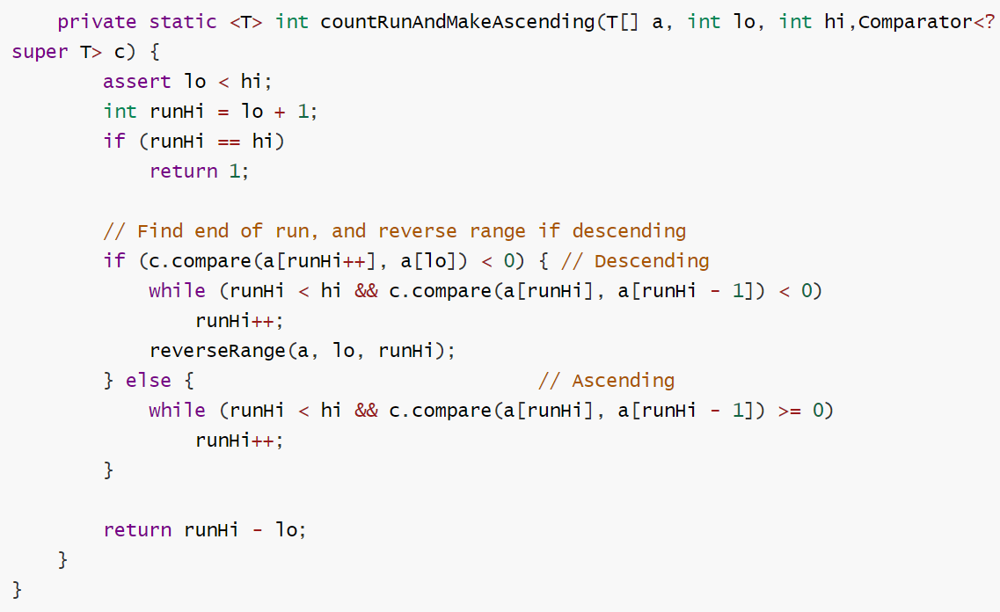 private static <T> int countRunAndMakeAscending(T[] a, int lo, int hi,Comparator<?
super T> c) {
        assert lo < hi;
        int runHi = lo + 1;
        if (runHi == hi)
            return 1;

        // Find end of run, and reverse range if descending
        if (c.compare(a[runHi++], a[lo]) < 0) { // Descending
            while (runHi < hi && c.compare(a[runHi], a[runHi - 1]) < 0)
                runHi++;
            reverseRange(a, lo, runHi);
        } else {                              // Ascending
            while (runHi < hi && c.compare(a[runHi], a[runHi - 1]) >= 0)
                runHi++;
        }

        return runHi - lo;
    }
}